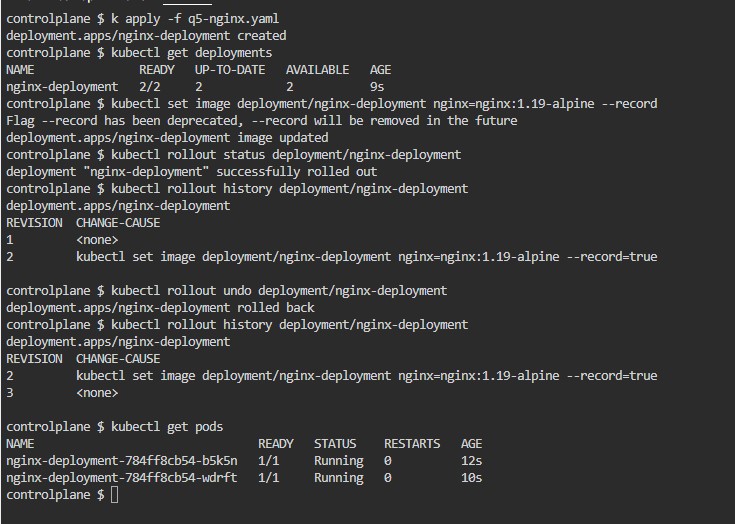 controlplane $ k apply -f q5-nginx.yaml
deployment.apps/nginx-deployment created
controlplane $ kubectl get deployments
NAME READY UP-TO-DATE AVAILABLE AGE
nginx-deployment 2/2 2 2 9s
controlplane $ kubectl set image deployment/nginx-deployment nginx=nginx:1.19-alpine --record
Flag --record has been deprecated, --record will be removed in the future
deployment.apps/nginx-deployment image updated
controlplane $ kubectl rollout status deployment/nginx-deployment
deployment "nginx-deployment" successfully rolled out
controlplane $ kubectl rollout history deployment/nginx-deployment
deployment.apps/nginx-deployment
REVISION CHANGE-CAUSE
1 <none>
2 kubectl set image deployment/nginx-deployment nginx=nginx:1.19-alpine --record=true
controlplane $ kubectl rollout undo deployment/nginx-deployment
deployment.apps/nginx-deployment rolled back
controlplane $ kubectl rollout history deployment/nginx-deployment
deployment.apps/nginx-deployment
REVISION CHANGE-CAUSE
2 kubectl set image deployment/nginx-deployment nginx=nginx:1.19-alpine --record=true
3 <none>
controlplane $ kubectl get pods
NAME READY STATUS RESTARTS AGE
nginx-deployment-784ff8cb54-b5k5n 1/1 Running 0 12s
nginx-deployment-784ff8cb54-wdrft 1/1 Running 0 10s
controlplane $